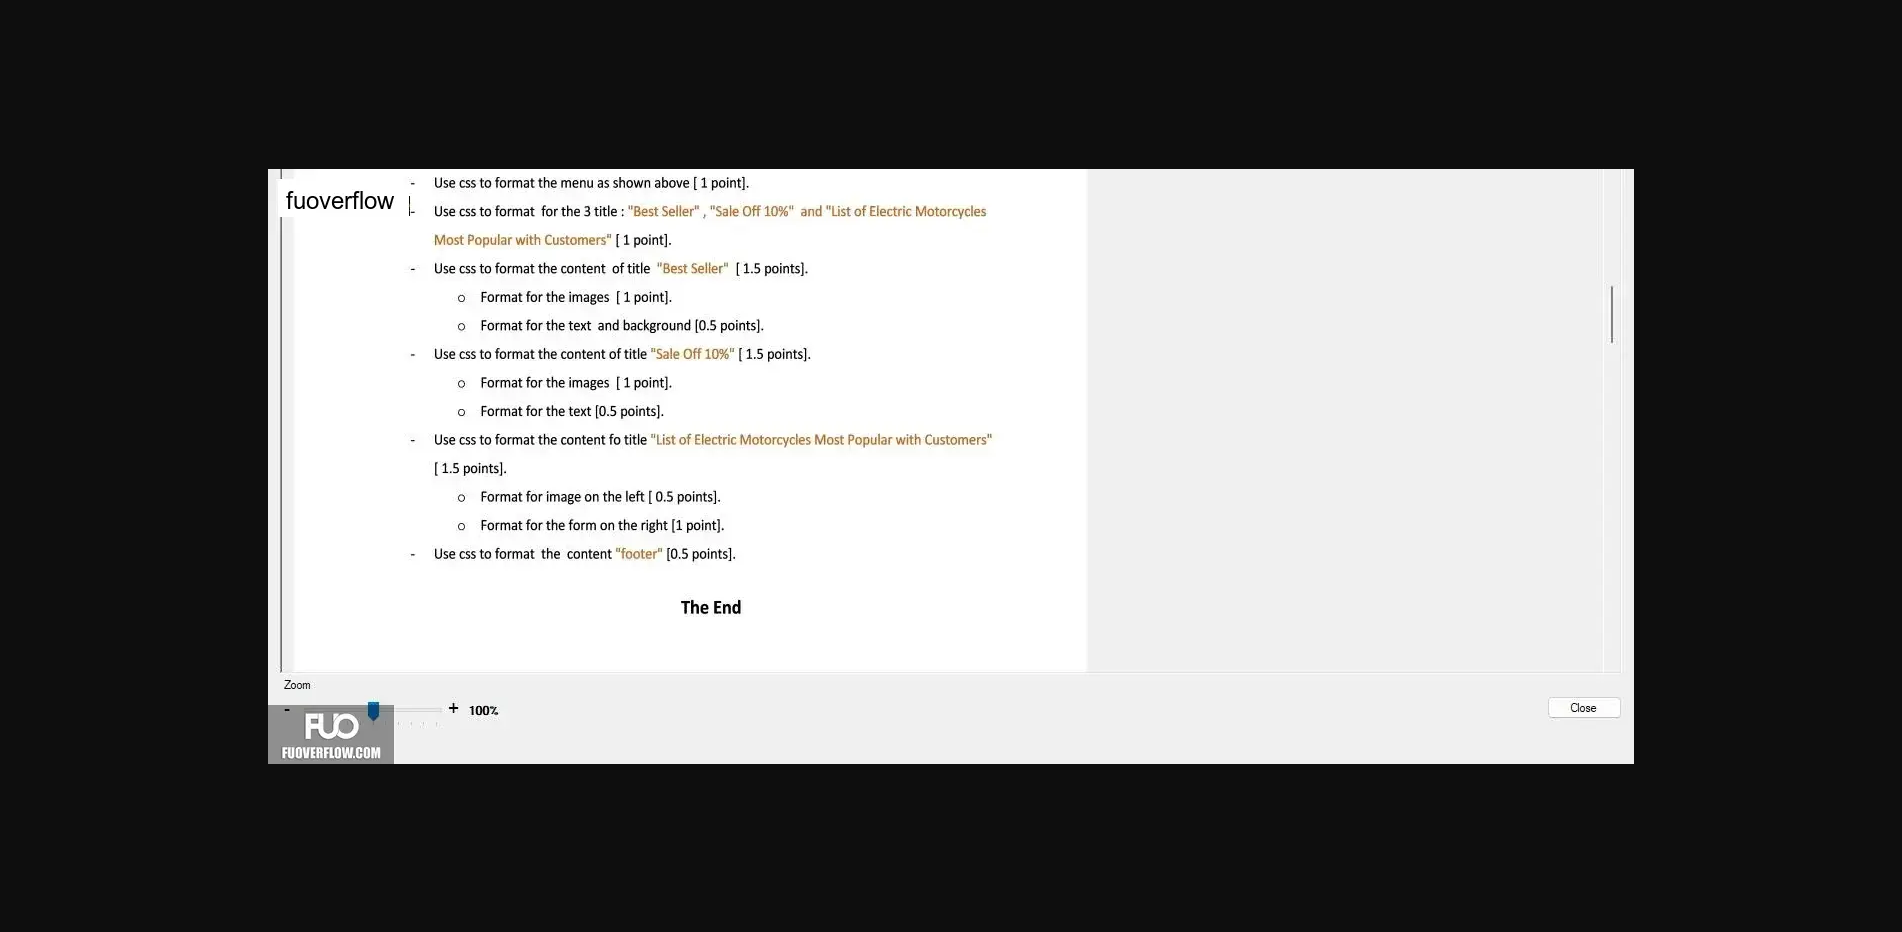 - Use css to format the menu as shown above [ 1 point].
fuoverflow
- Use css to format for the 3 title : "Best Seller" , "Sale Off 10%" and "List of Electric Motorcycles
Most Popular with Customers" [ 1 point].
- Use css to format the content of title "Best Seller" [ 1.5 points].
o Format for the images [ 1 point].
o Format for the text and background [0.5 points].
- Use css to format the content of title "Sale Off 10%" [ 1.5 points].
o Format for the images [ 1 point].
o Format for the text [0.5 points].
- Use css to format the content fo title "List of Electric Motorcycles Most Popular with Customers"
[ 1.5 points].
o Format for image on the left [ 0.5 points].
o Format for the form on the right [1 point].
- Use css to format the content "footer" [0.5 points].
The End
Zoom
- + 100%
Close
FUO
FUOVERFLOW.COM